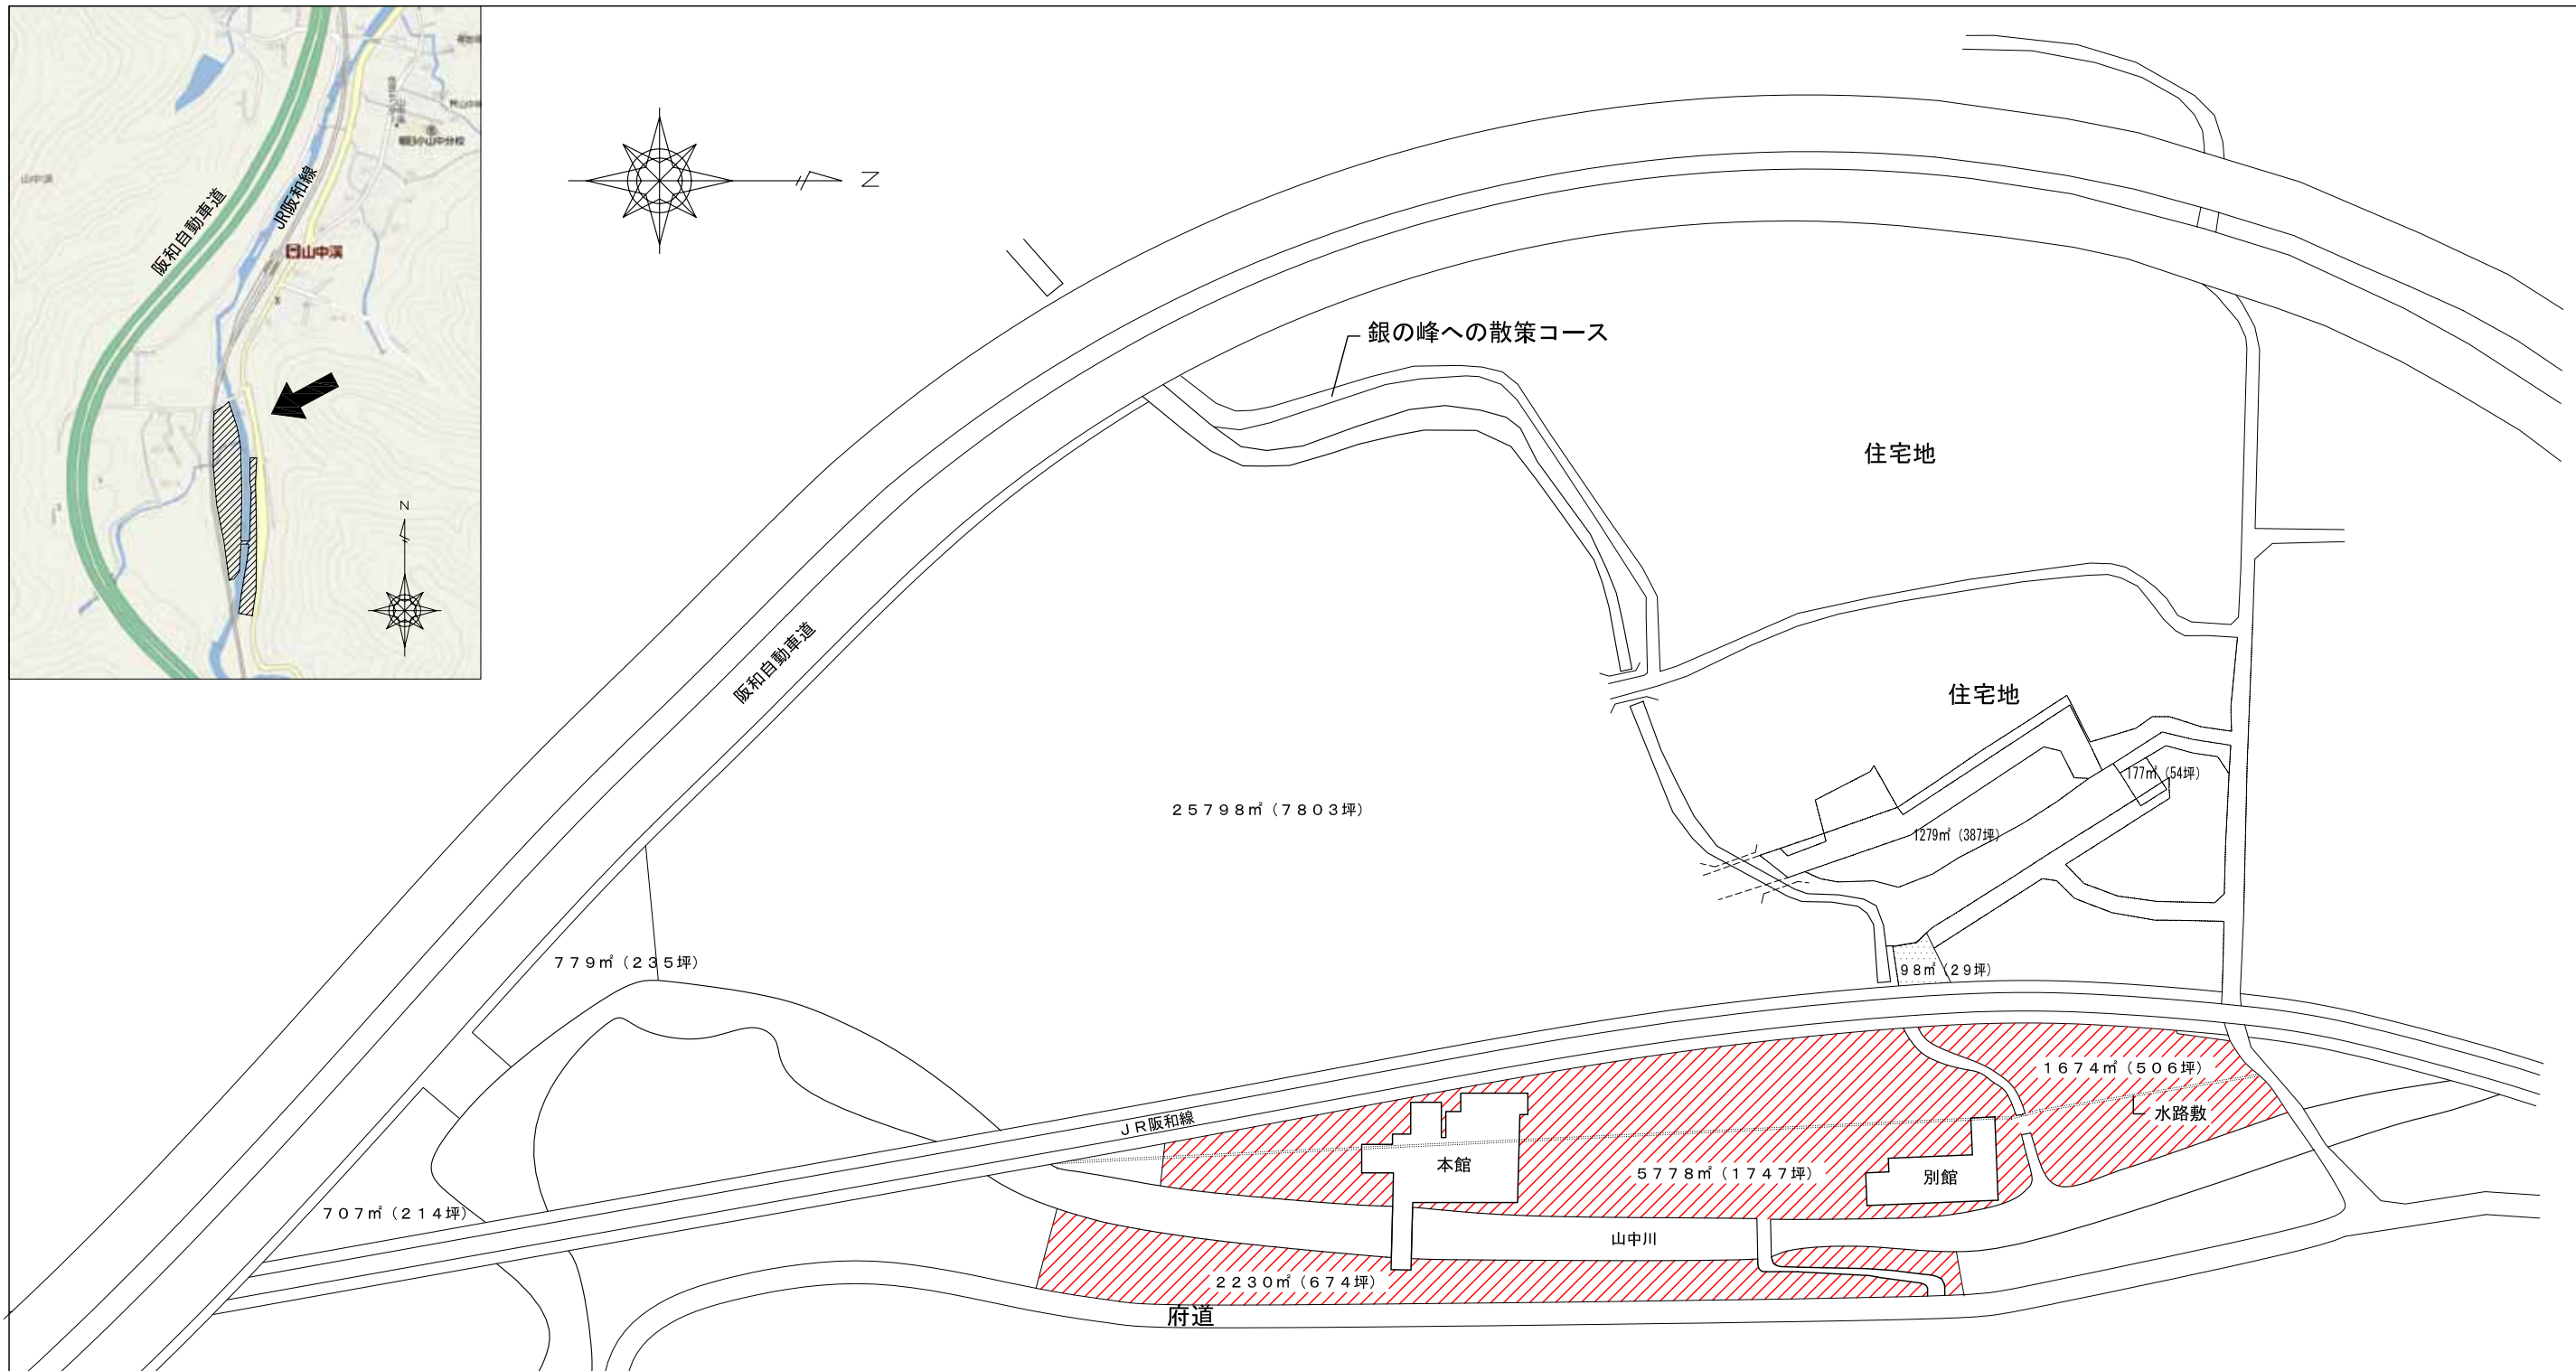 山中渓
阪和自動車道
JR阪和線
山中渓
N
N
銀の峰への散策コース
住宅地
住宅地
阪和自動車道
25798㎡(7803坪)
177㎡(54坪)
1279㎡(387坪)
779㎡(235坪)
98㎡(29坪)
707㎡(214坪)
JR阪和線
1674㎡(506坪)
水路敷
本館
5778㎡(1747坪)
別館
山中川
2230㎡(674坪)
府道